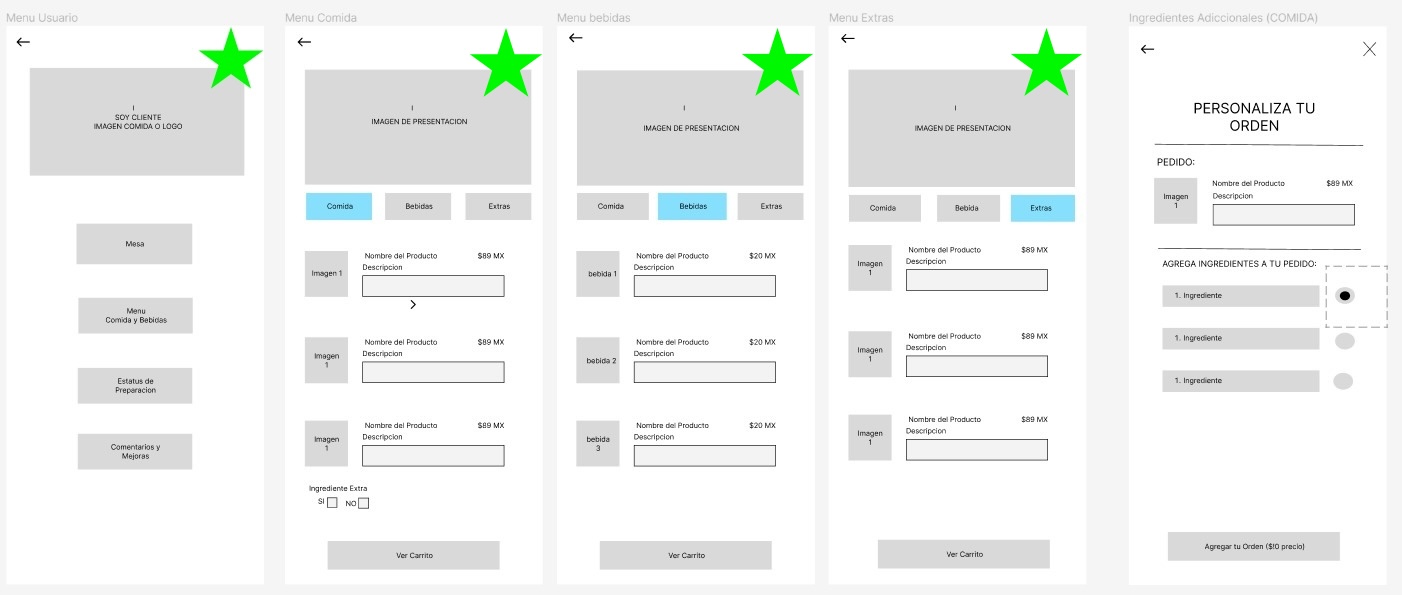 Menu Usuario
I
SOY CLIENTE
IMAGEN COMIDA O LOGO
Mesa
Menu
Comida y Bebidas
Estatus de
Preparacion
Comentarios y
Mejoras
Menu Comida
I
IMAGEN DE PRESENTACION
Comida
Bebidas
Extras
Imagen 1
Nombre del Producto
$89 MX
Descripcion
Imagen
1
Nombre del Producto
$89 MX
Descripcion
Imagen
1
Nombre del Producto
$89 MX
Descripcion
Ingrediente Extra
SI
NO
Ver Carrito
Menu bebidas
I
IMAGEN DE PRESENTACION
Comida
Bebidas
Extras
bebida 1
Nombre del Producto
$20 MX
Descripcion
bebida 2
Nombre del Producto
$20 MX
Descripcion
bebida
3
Nombre del Producto
$20 MX
Descripcion
Ver Carrito
Menu Extras
I
IMAGEN DE PRESENTACION
Comida
Bebida
Extras
Imagen
1
Nombre del Producto
$89 MX
Descripcion
Imagen
1
Nombre del Producto
$89 MX
Descripcion
Imagen
1
Nombre del Producto
$89 MX
Descripcion
Ver Carrito
Ingredientes Adiccionales (COMIDA)
PERSONALIZA TU
ORDEN
PEDIDO:
Imagen
1
Nombre del Producto
$89 MX
Descripcion
AGREGA INGREDIENTES A TU PEDIDO:
1. Ingrediente
1. Ingrediente
1. Ingrediente
Agregar tu Orden ($!0 precio)